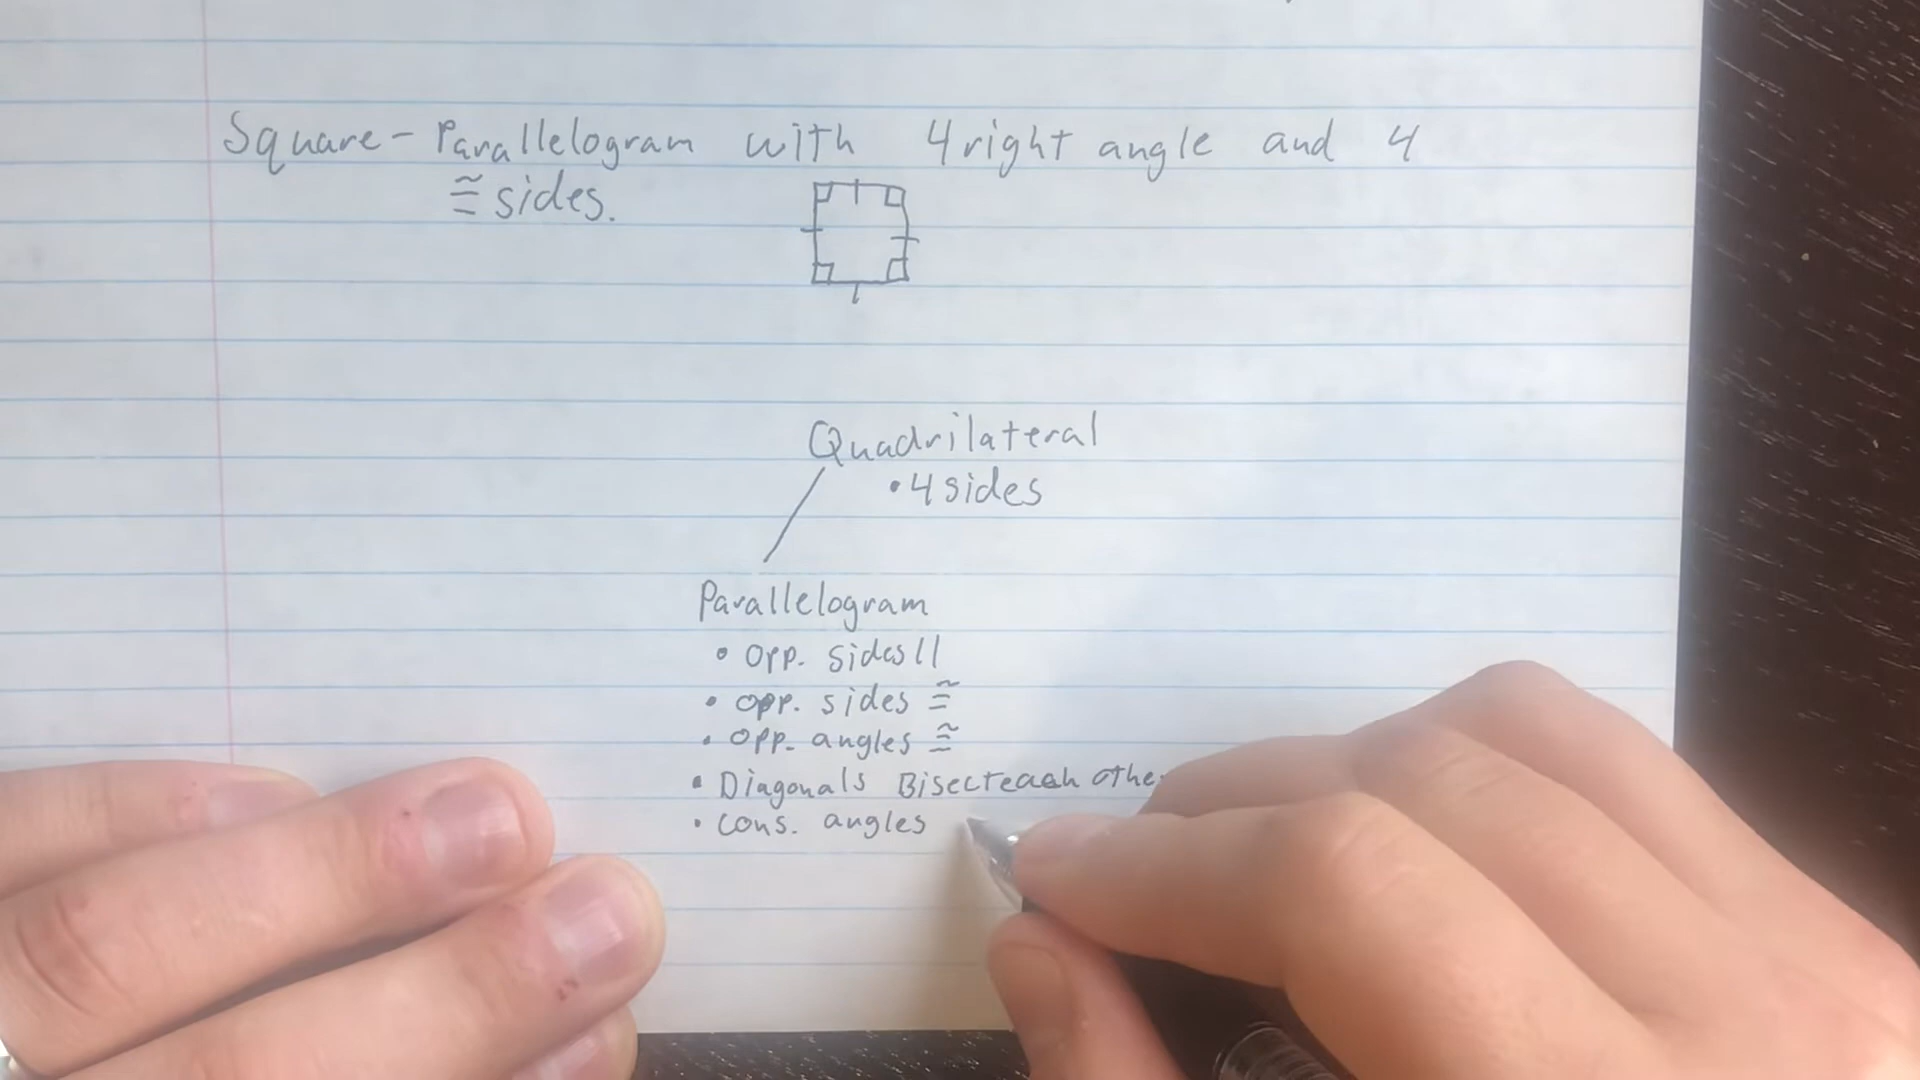 Square - Parallelogram with 4 right angle and 4
≅ sides.
Quadrilateral
• 4 sides
Parallelogram
• opp. sides ||
• opp. sides ≅
• opp. angles ≅
• Diagonals Bisect each other
• cons. angles